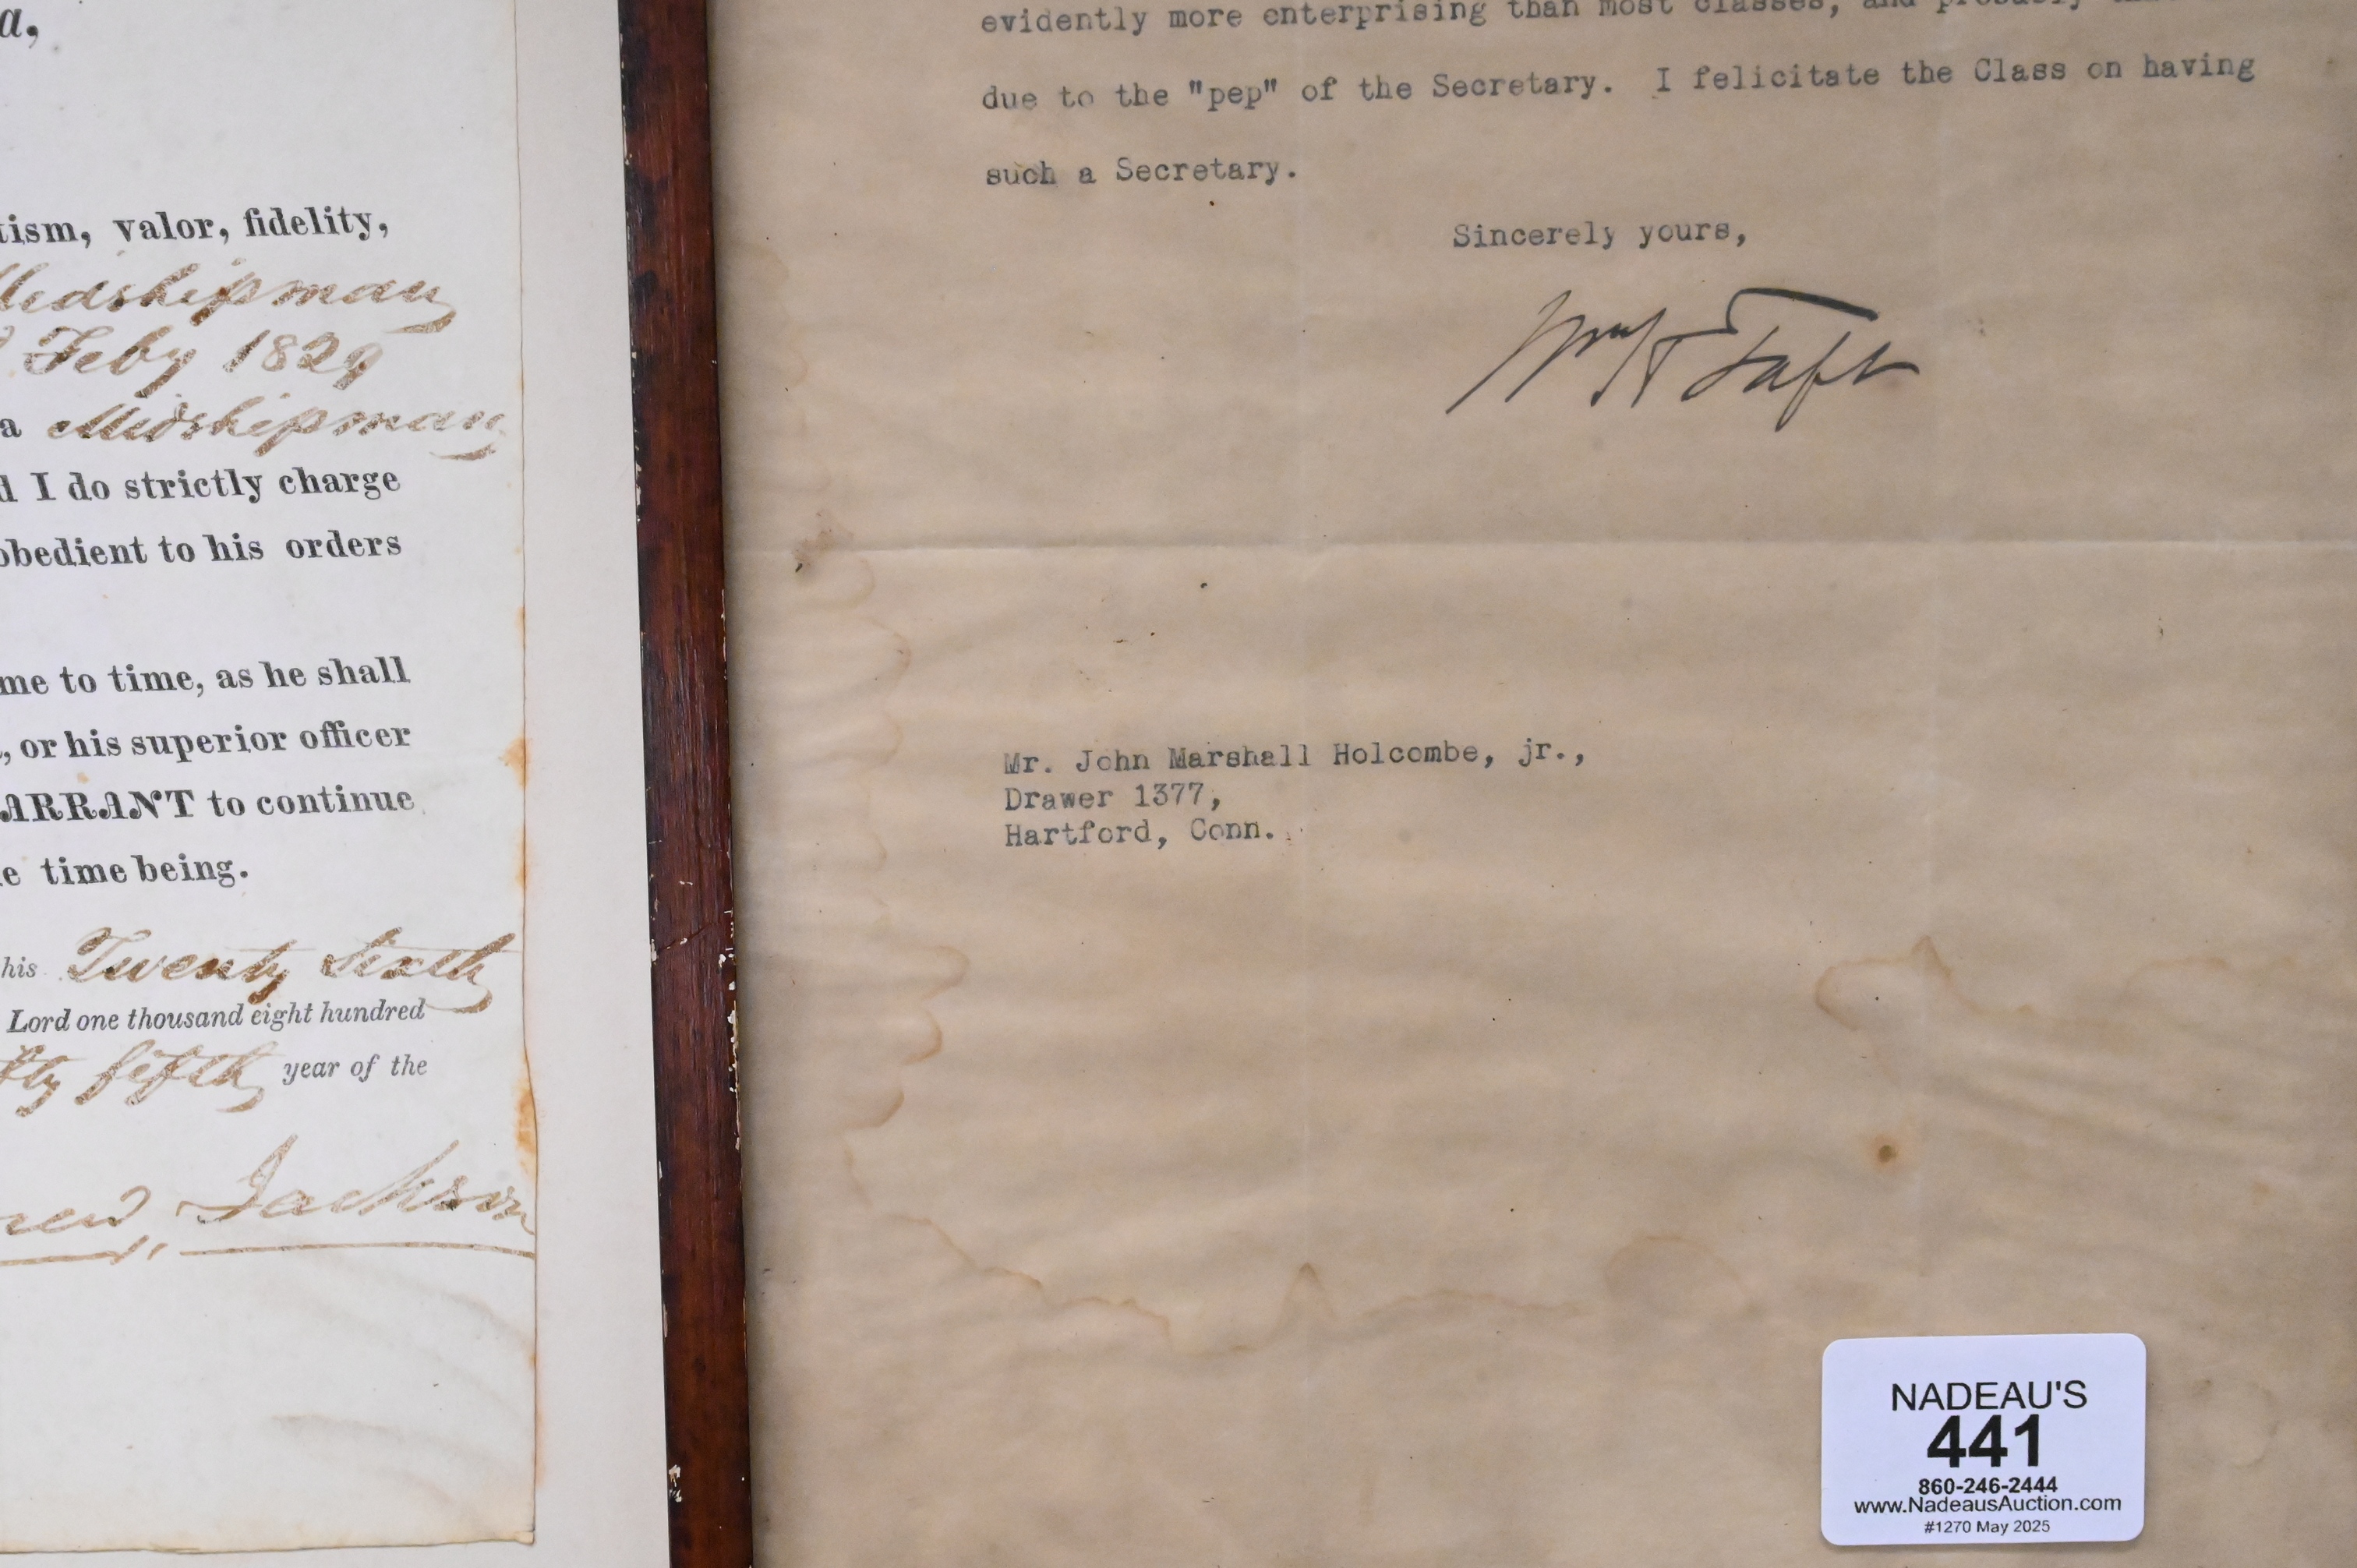 a,
tism, valor, fidelity,
Midshipman
Feby 1829
a Midshipman
d I do strictly charge
obedient to his orders
me to time, as he shall
, or his superior officer
ARRANT to continue
e time being.
his Twenty Sixth
Lord one thousand eight hundred
fty fifth year of the
rew Jackson
evidently more enterprising than most classes, and probably
due to the "pep" of the Secretary. I felicitate the Class on having
such a Secretary.
Sincerely yours,
Wm H Taft
Mr. John Marshall Holcombe, jr.,
Drawer 1377,
Hartford, Conn.
NADEAU'S
441
860-246-2444
www.NadeausAuction.com
#1270 May 2025